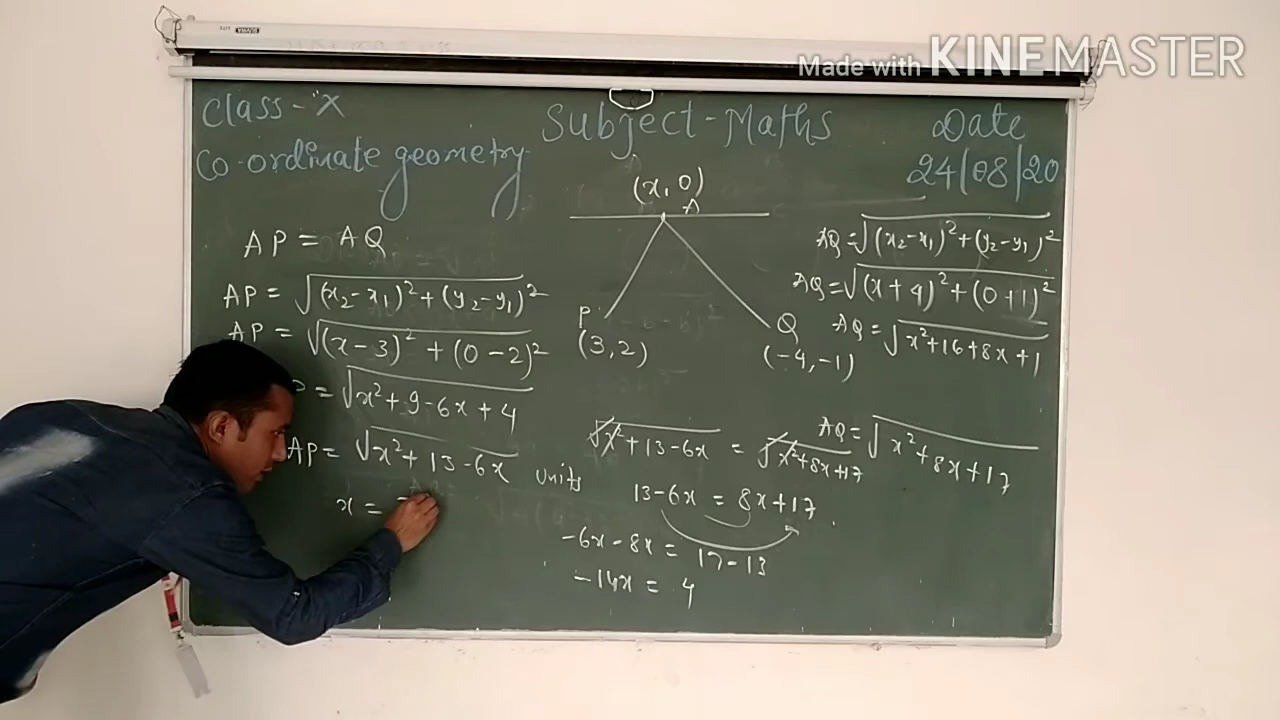 Made with KINEMASTER
Class - "X
Subject - Maths
Date
Co-ordinate geometry
24/08/20
(x, 0)
A
AP = AQ
AP = √(x₂ - x₁)² + (y₂ - y₁)²
AP = √(x - 3)² + (0 - 2)²
P = √x² + 9 - 6x + 4
AP = √x² + 13 - 6x units
x = -
P
(3, 2)
Q
(-4, -1)
AQ = √(x₂ - x₁)² + (y₂ - y₁)²
AQ = √(x + 4)² + (0 + 1)²
AQ = √x² + 16 + 8x + 1
AQ = √x² + 8x + 17
√x² + 13 - 6x = √x² + 8x + 17
13 - 6x = 8x + 17
-6x - 8x = 17 - 13
-14x = 4